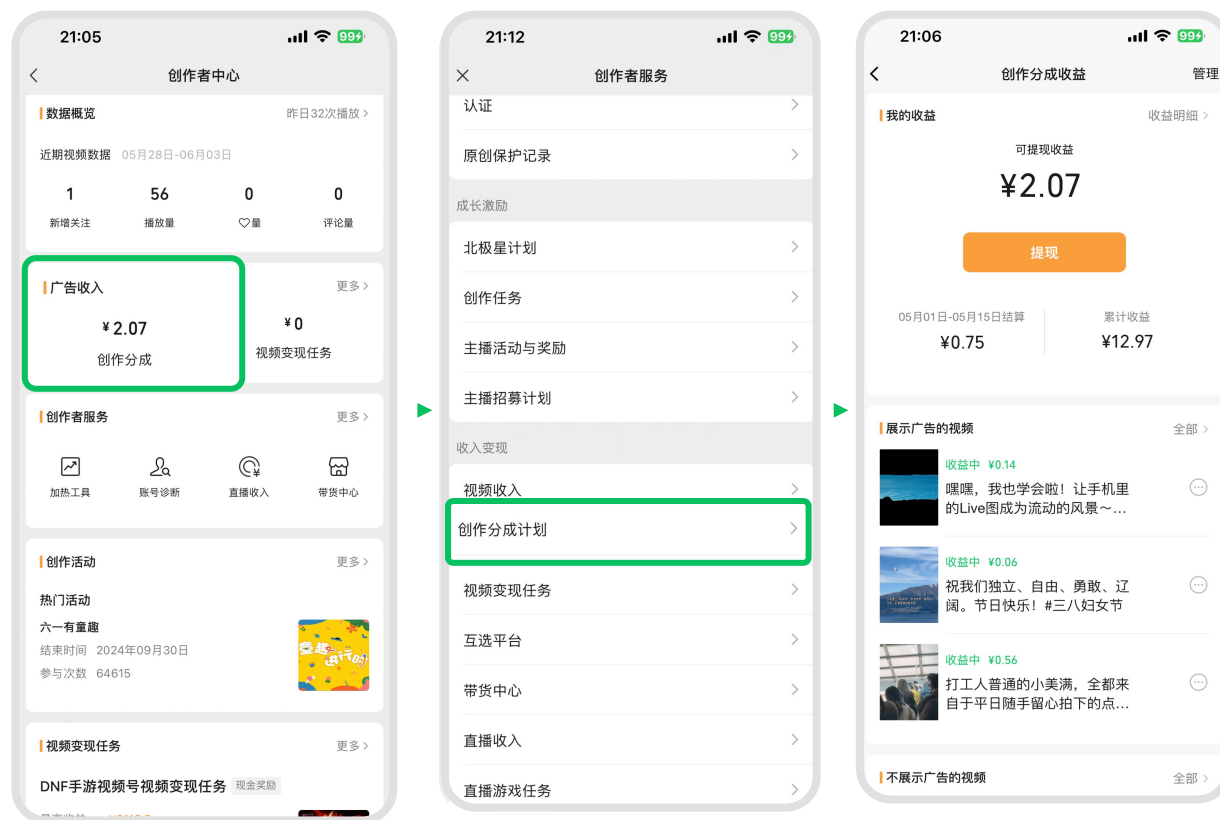 21:05
99
创作者中心
数据概览
昨日32次播放
近期视频数据 05月28日-06月03日
1 56 0 0
新增关注 播放量 ♡量 评论量
广告收入
更多
¥2.07
¥0
创作分成
视频变现任务
创作者服务
更多
加热工具 账号诊断 直播收入 带货中心
创作活动
更多
热门活动
六一有童趣
结束时间 2024年09月30日
参与次数 64615
童趣
进行时
视频变现任务
更多
DNF手游视频号视频变现任务 现金奖励
21:12
99
创作者服务
认证
原创保护记录
成长激励
北极星计划
创作任务
主播活动与奖励
主播招募计划
收入变现
视频收入
创作分成计划
视频变现任务
互选平台
带货中心
直播收入
直播游戏任务
21:06
99
创作分成收益
管理
我的收益
收益明细
可提现收益
¥2.07
提现
05月01日-05月15日结算
累计收益
¥0.75
¥12.97
展示广告的视频
全部
收益中 ¥0.14
嘿嘿，我也学会啦！让手机里
的Live图成为流动的风景～...
收益中 ¥0.06
祝我们独立、自由、勇敢、辽
阔。节日快乐！#三八妇女节
收益中 ¥0.56
打工人普通的小美满，全都来
自于平日随手留心拍下的点...
不展示广告的视频
全部